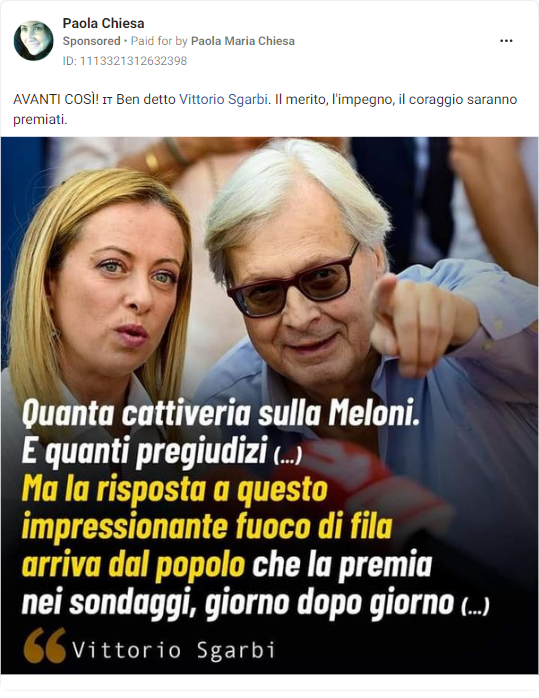 Paola Chiesa
Sponsored • Paid for by Paola Maria Chiesa
ID: 1113321312632398
AVANTI COSÌ! IT Ben detto Vittorio Sgarbi. Il merito, l'impegno, il coraggio saranno
premiati.
Quanta cattiveria sulla Meloni.
E quanti pregiudizi (...)
Ma la risposta a questo
impressionante fuoco di fila
arriva dal popolo che la premia
nei sondaggi, giorno dopo giorno (...)
Vittorio Sgarbi